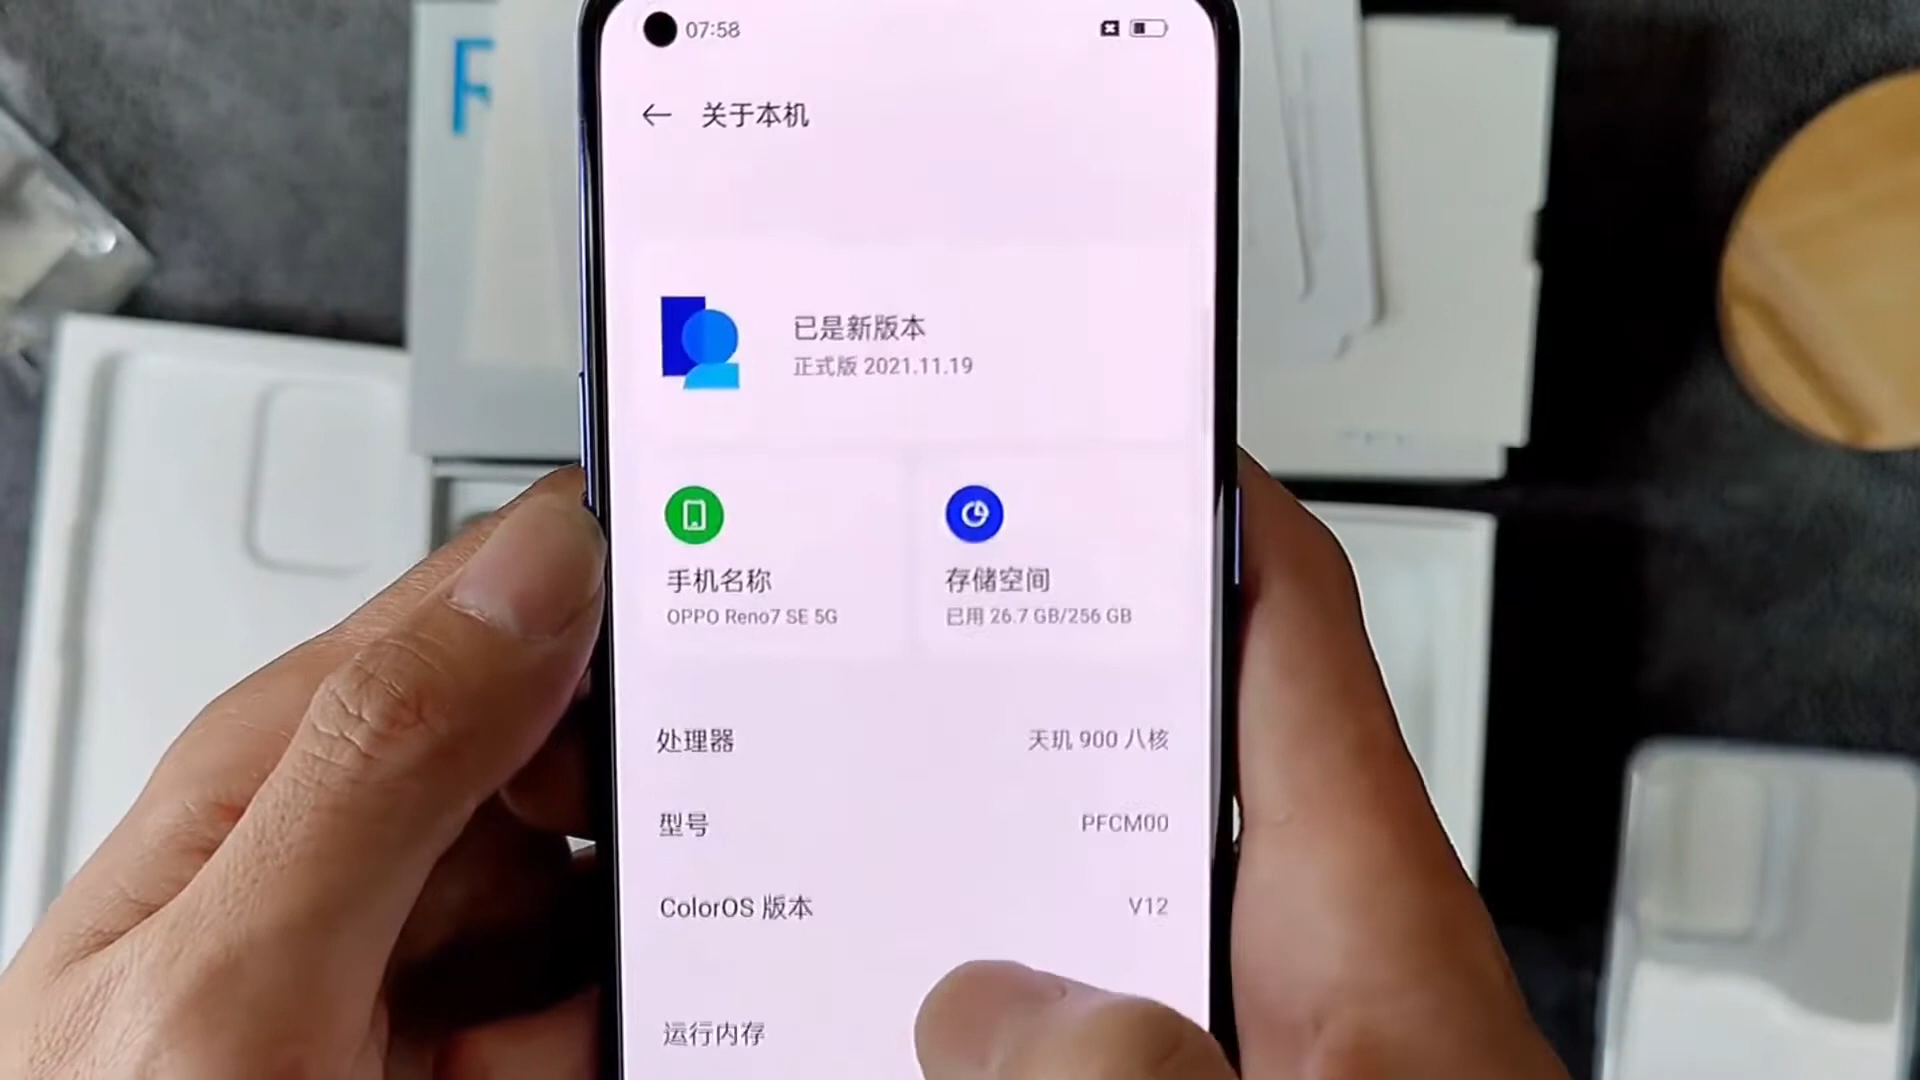 07:58
关于本机
已是新版本
正式版 2021.11.19
手机名称
OPPO Reno7 SE 5G
存储空间
已用 26.7 GB/256 GB
处理器
天玑 900 八核
型号
PFCM00
ColorOS 版本
V12
运行内存